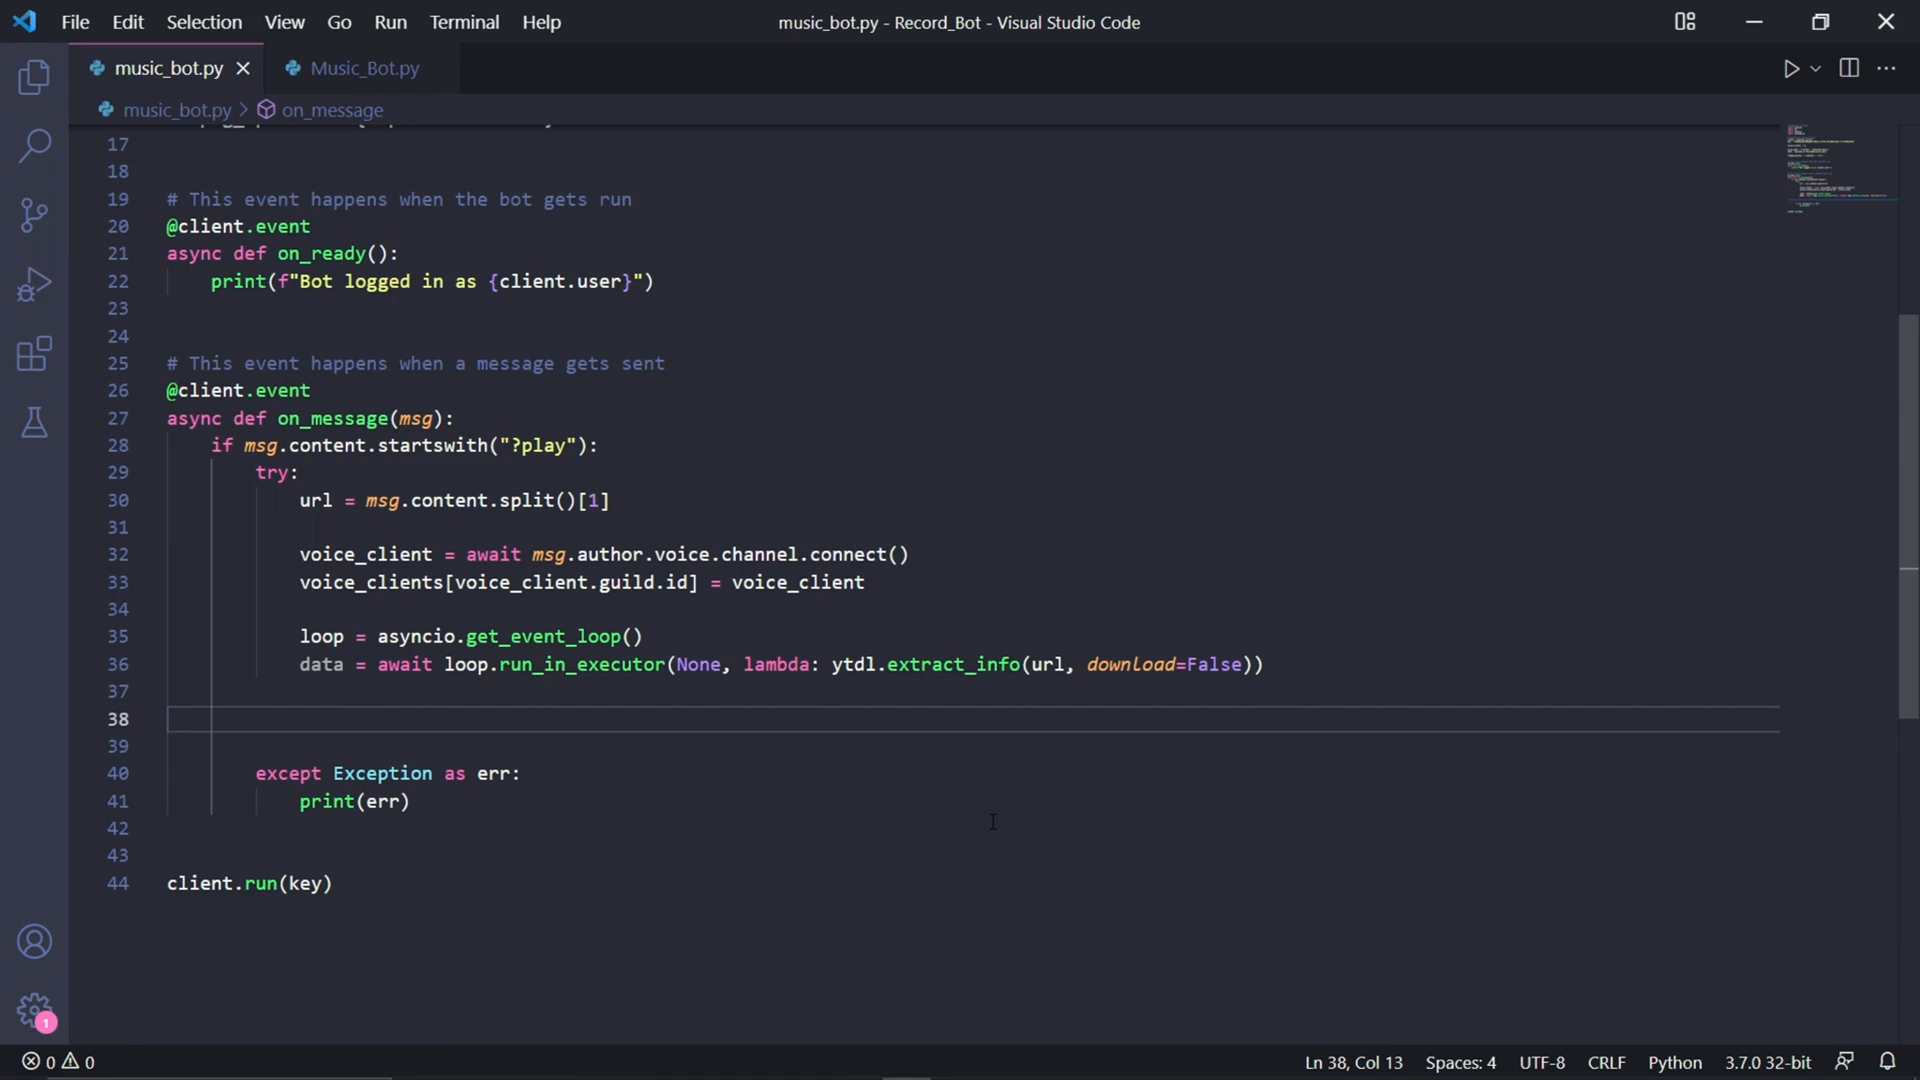 File Edit Selection View Go Run Terminal Help music_bot.py - Record_Bot - Visual Studio Code
music_bot.py Music_Bot.py
music_bot.py > on_message
17
18
19 # This event happens when the bot gets run
20 @client.event
21 async def on_ready():
22 print(f"Bot logged in as {client.user}")
23
24
25 # This event happens when a message gets sent
26 @client.event
27 async def on_message(msg):
28 if msg.content.startswith("?play"):
29 try:
30 url = msg.content.split()[1]
31
32 voice_client = await msg.author.voice.channel.connect()
33 voice_clients[voice_client.guild.id] = voice_client
34
35 loop = asyncio.get_event_loop()
36 data = await loop.run_in_executor(None, lambda: ytdl.extract_info(url, download=False))
37
38
39
40 except Exception as err:
41 print(err)
42
43
44 client.run(key)
1
0 0 Ln 38, Col 13 Spaces: 4 UTF-8 CRLF Python 3.7.0 32-bit